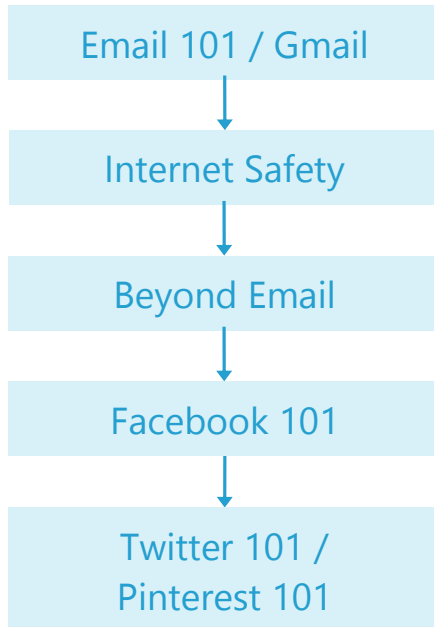 Email 101 / Gmail
Internet Safety
Beyond Email
Facebook 101
Twitter 101 /
Pinterest 101